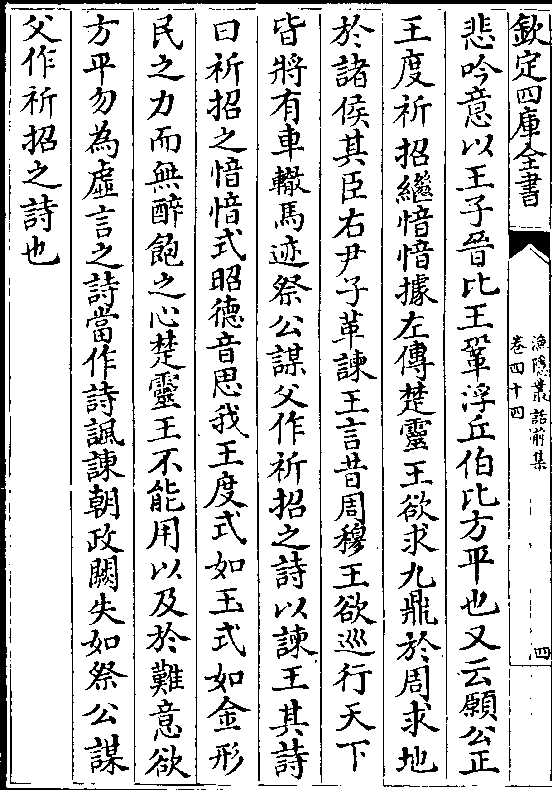 欽定四庫全書
漁隱叢話前集
卷四十四
四
悲吟意以王子晉比王鞏浮丘伯比方平也又云願公正
王度祈招繼愔愔據左傳楚靈王欲求九鼎於周求地
於諸侯其臣右尹子革諫王言昔周穆王欲巡行天下
皆將有車轍馬迹祭公謀父作祈招之詩以諫王其詩
曰祈招之愔愔式昭德音思我王度式如玉式如金形
民之力而無醉飽之心楚靈王不能用以及於難意欲
方平勿為虛言之詩當作詩諷諫朝政闕失如祭公謀
父作祈招之詩也